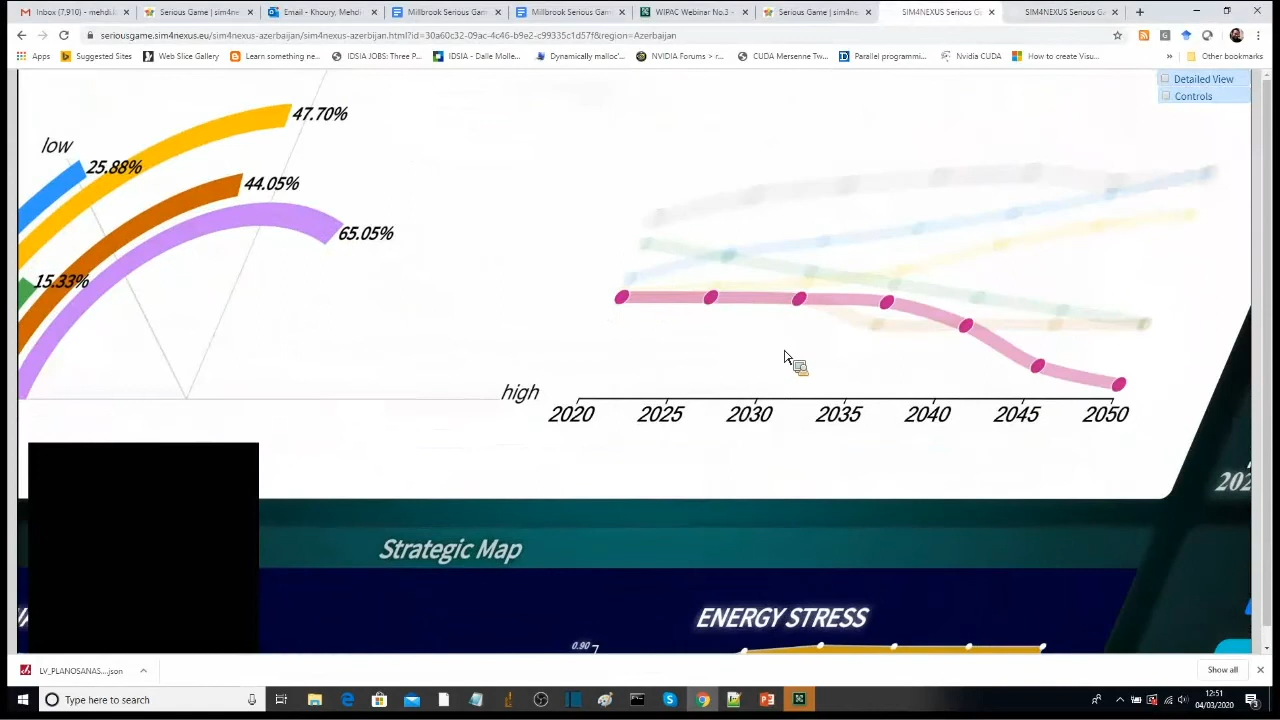 Inbox (7,910) - mehdi.k
Serious Game | sim4ne
Email - Khoury, Mehdi
Millbrook Serious Gam
Millbrook Serious Gam
WIPAC Webinar No.3 -
Serious Game | sim4ne
SIM4NEXUS Serious G
SIM4NEXUS Serious G
seriousgame.sim4nexus.eu/sim4nexus-azerbaijan/sim4nexus-azerbijan.html?id=30a60c32-09ac-4c46-b9e2-c99335c1d57f&region=Azerbaijan
Apps
Suggested Sites
Web Slice Gallery
Learn something ne...
IDSIA JOBS: Three P...
IDSIA - Dalle Molle...
Dynamically malloc'...
NVIDIA Forums > r...
CUDA Mersenne Tw...
Parallel programmi...
Nvidia CUDA
How to create Visu...
»
Other bookmarks
Detailed View
Controls
47.70%
low
25.88%
44.05%
65.05%
15.33%
high
2020 2025 2030 2035 2040 2045 2050
202
Strategic Map
ENERGY STRESS
0.90
LV_PLANOSANAS....json
Show all
Type here to search
12:51
04/03/2020